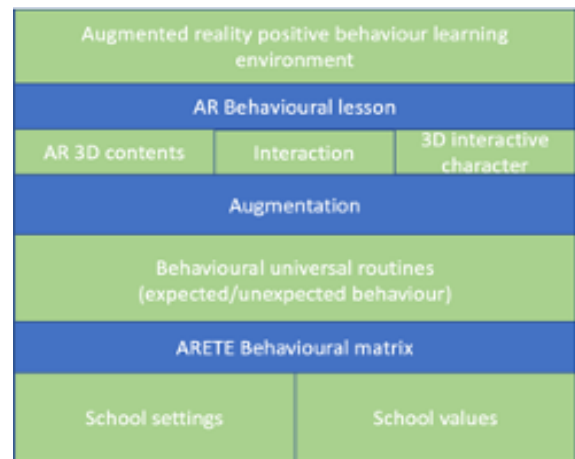 Augmented reality positive behaviour learning
environment
AR Behavioural lesson
AR 3D contents
Interaction
3D interactive
character
Augmentation
Behavioural universal routines
(expected/unexpected behaviour)
ARETE Behavioural matrix
School settings
School values